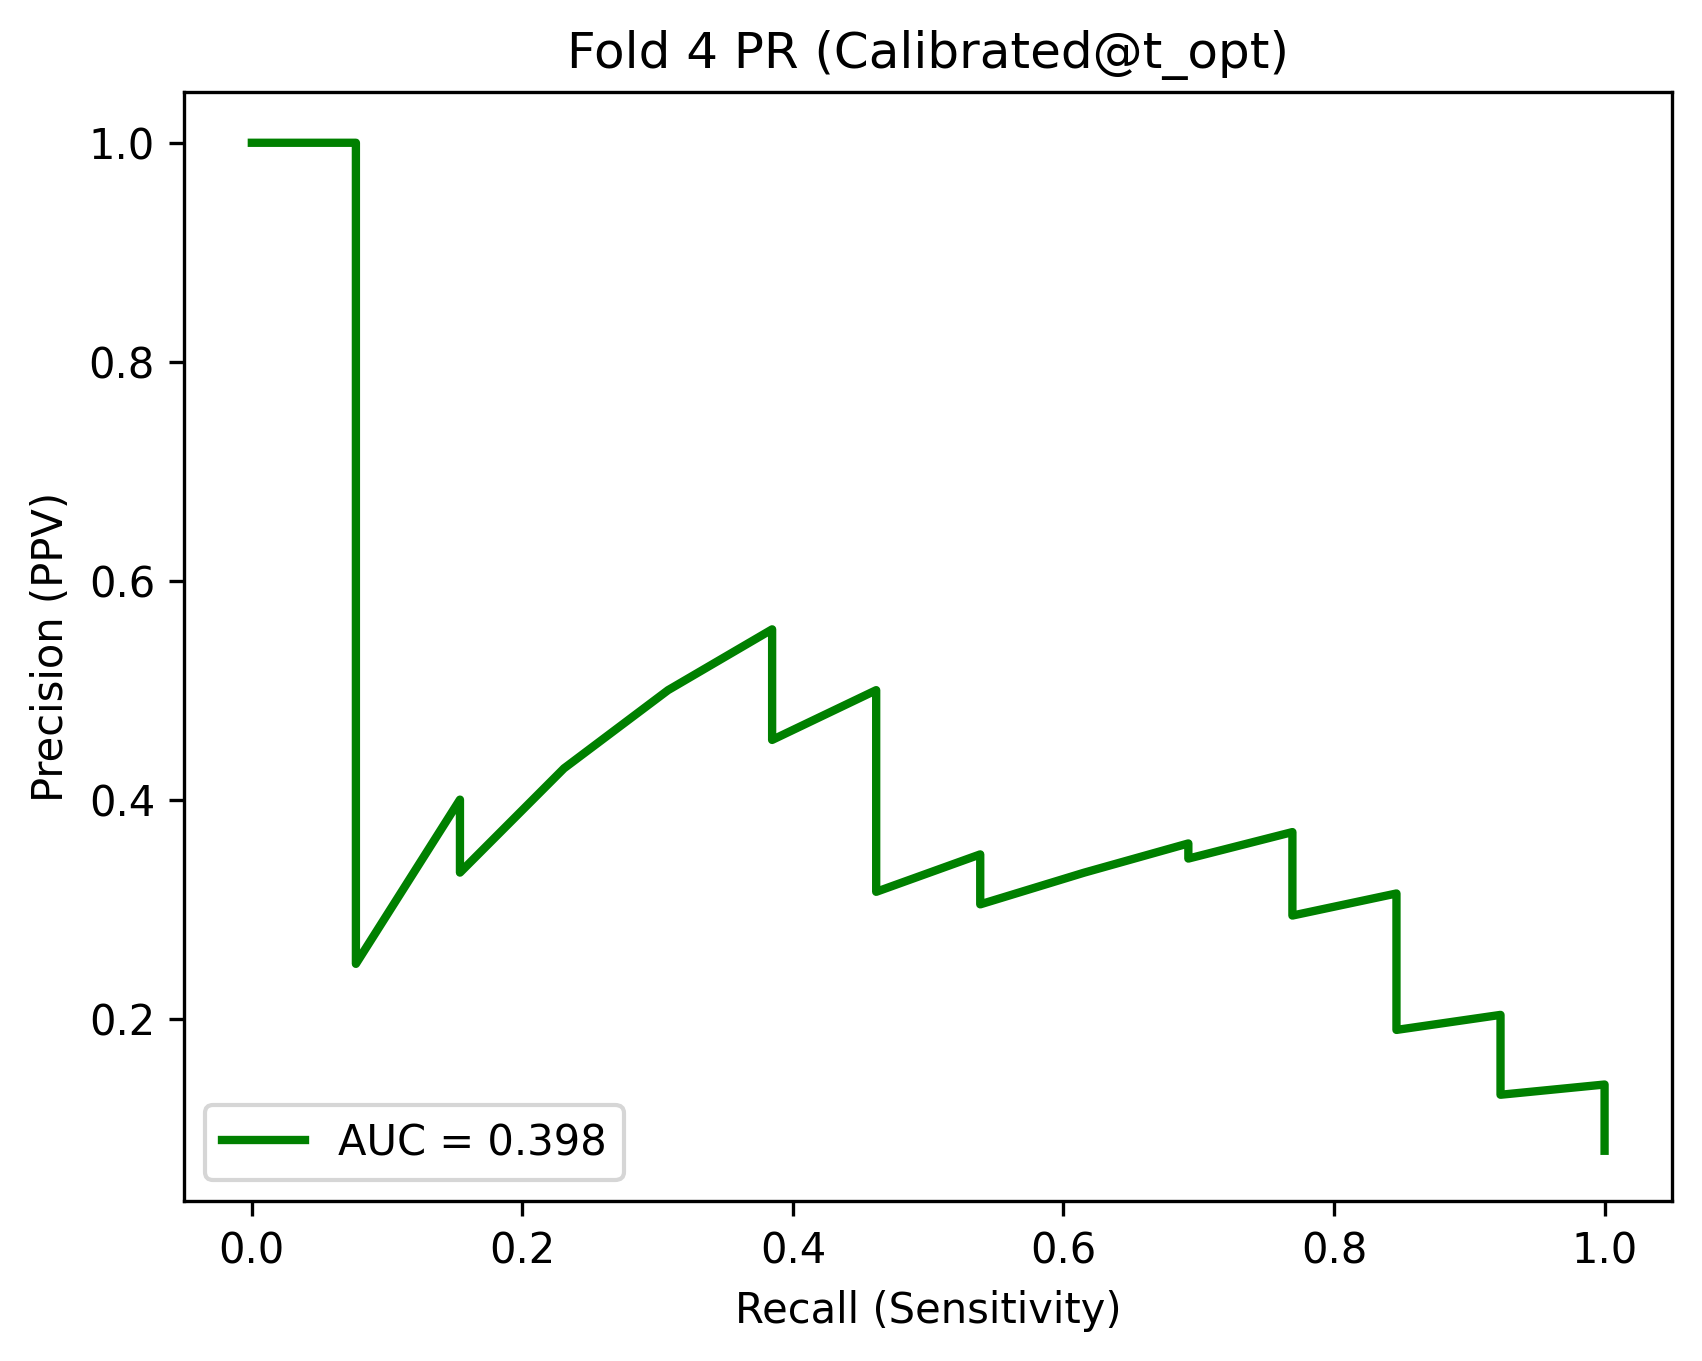 Fold 4 PR (Calibrated@t_opt)
1.0
0.8
0.6
0.4
0.2
Precision (PPV)
AUC = 0.398
0.0 0.2 0.4 0.6 0.8 1.0
Recall (Sensitivity)